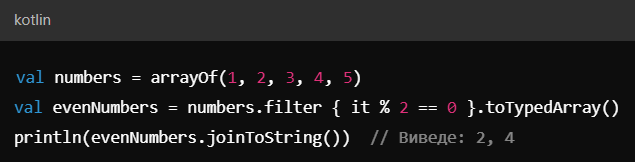 kotlin
val numbers = arrayOf(1, 2, 3, 4, 5)
val evenNumbers = numbers.filter { it % 2 == 0 }.toTypedArray()
println(evenNumbers.joinToString())  // Виведе: 2, 4